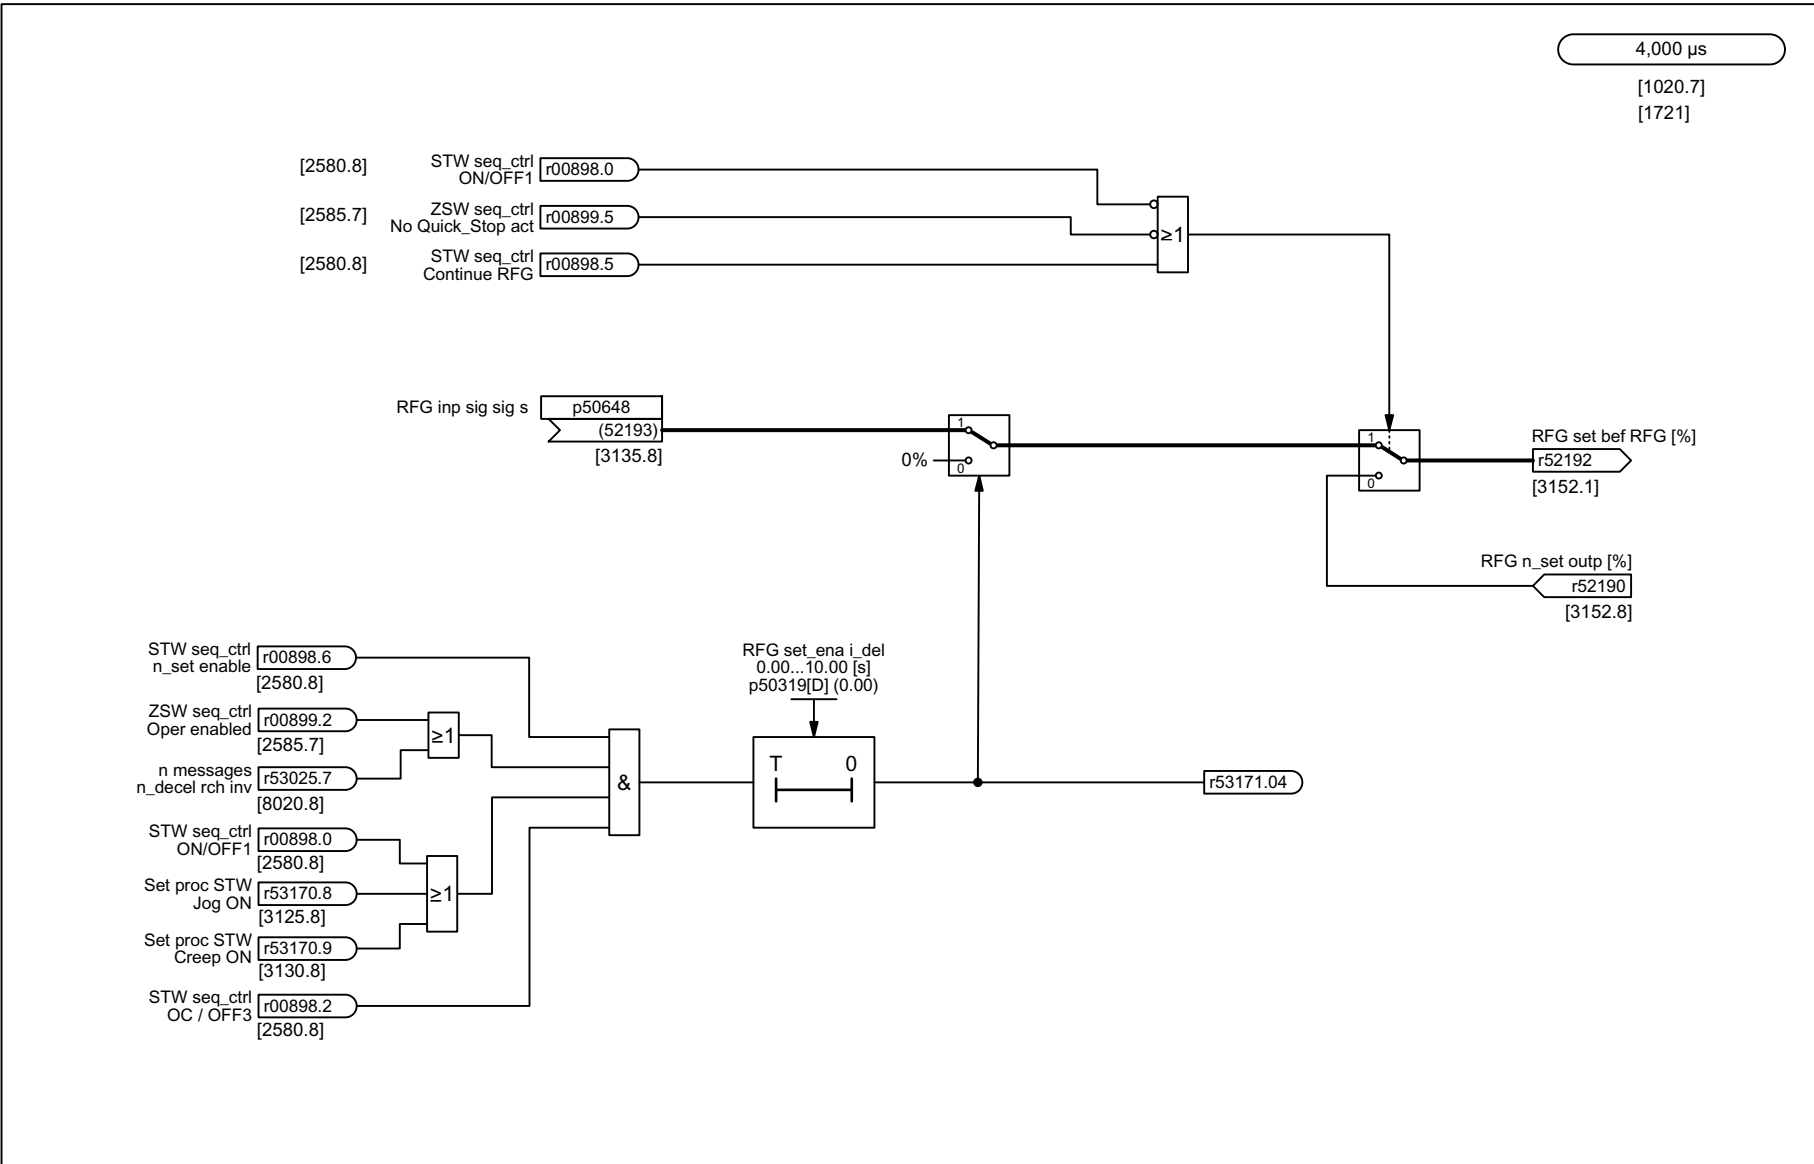 4,000 µs
[1020.7]
[1721]
[2580.8]
STW seq_ctrl
ON/OFF1
r00898.0
[2585.7]
ZSW seq_ctrl
No Quick_Stop act
r00899.5
[2580.8]
STW seq_ctrl
Continue RFG
r00898.5
≥1
RFG inp sig sig s
p50648
(52193)
[3135.8]
1
0%
0
1
0
RFG set bef RFG [%]
r52192
[3152.1]
RFG n_set outp [%]
r52190
[3152.8]
STW seq_ctrl
n_set enable
r00898.6
[2580.8]
ZSW seq_ctrl
Oper enabled
r00899.2
[2585.7]
≥1
n messages
n_decel rch inv
r53025.7
[8020.8]
STW seq_ctrl
ON/OFF1
r00898.0
[2580.8]
Set proc STW
Jog ON
r53170.8
[3125.8]
≥1
Set proc STW
Creep ON
r53170.9
[3130.8]
STW seq_ctrl
OC / OFF3
r00898.2
[2580.8]
&
RFG set_ena i_del
0.00...10.00 [s]
p50319[D] (0.00)
T 0
r53171.04